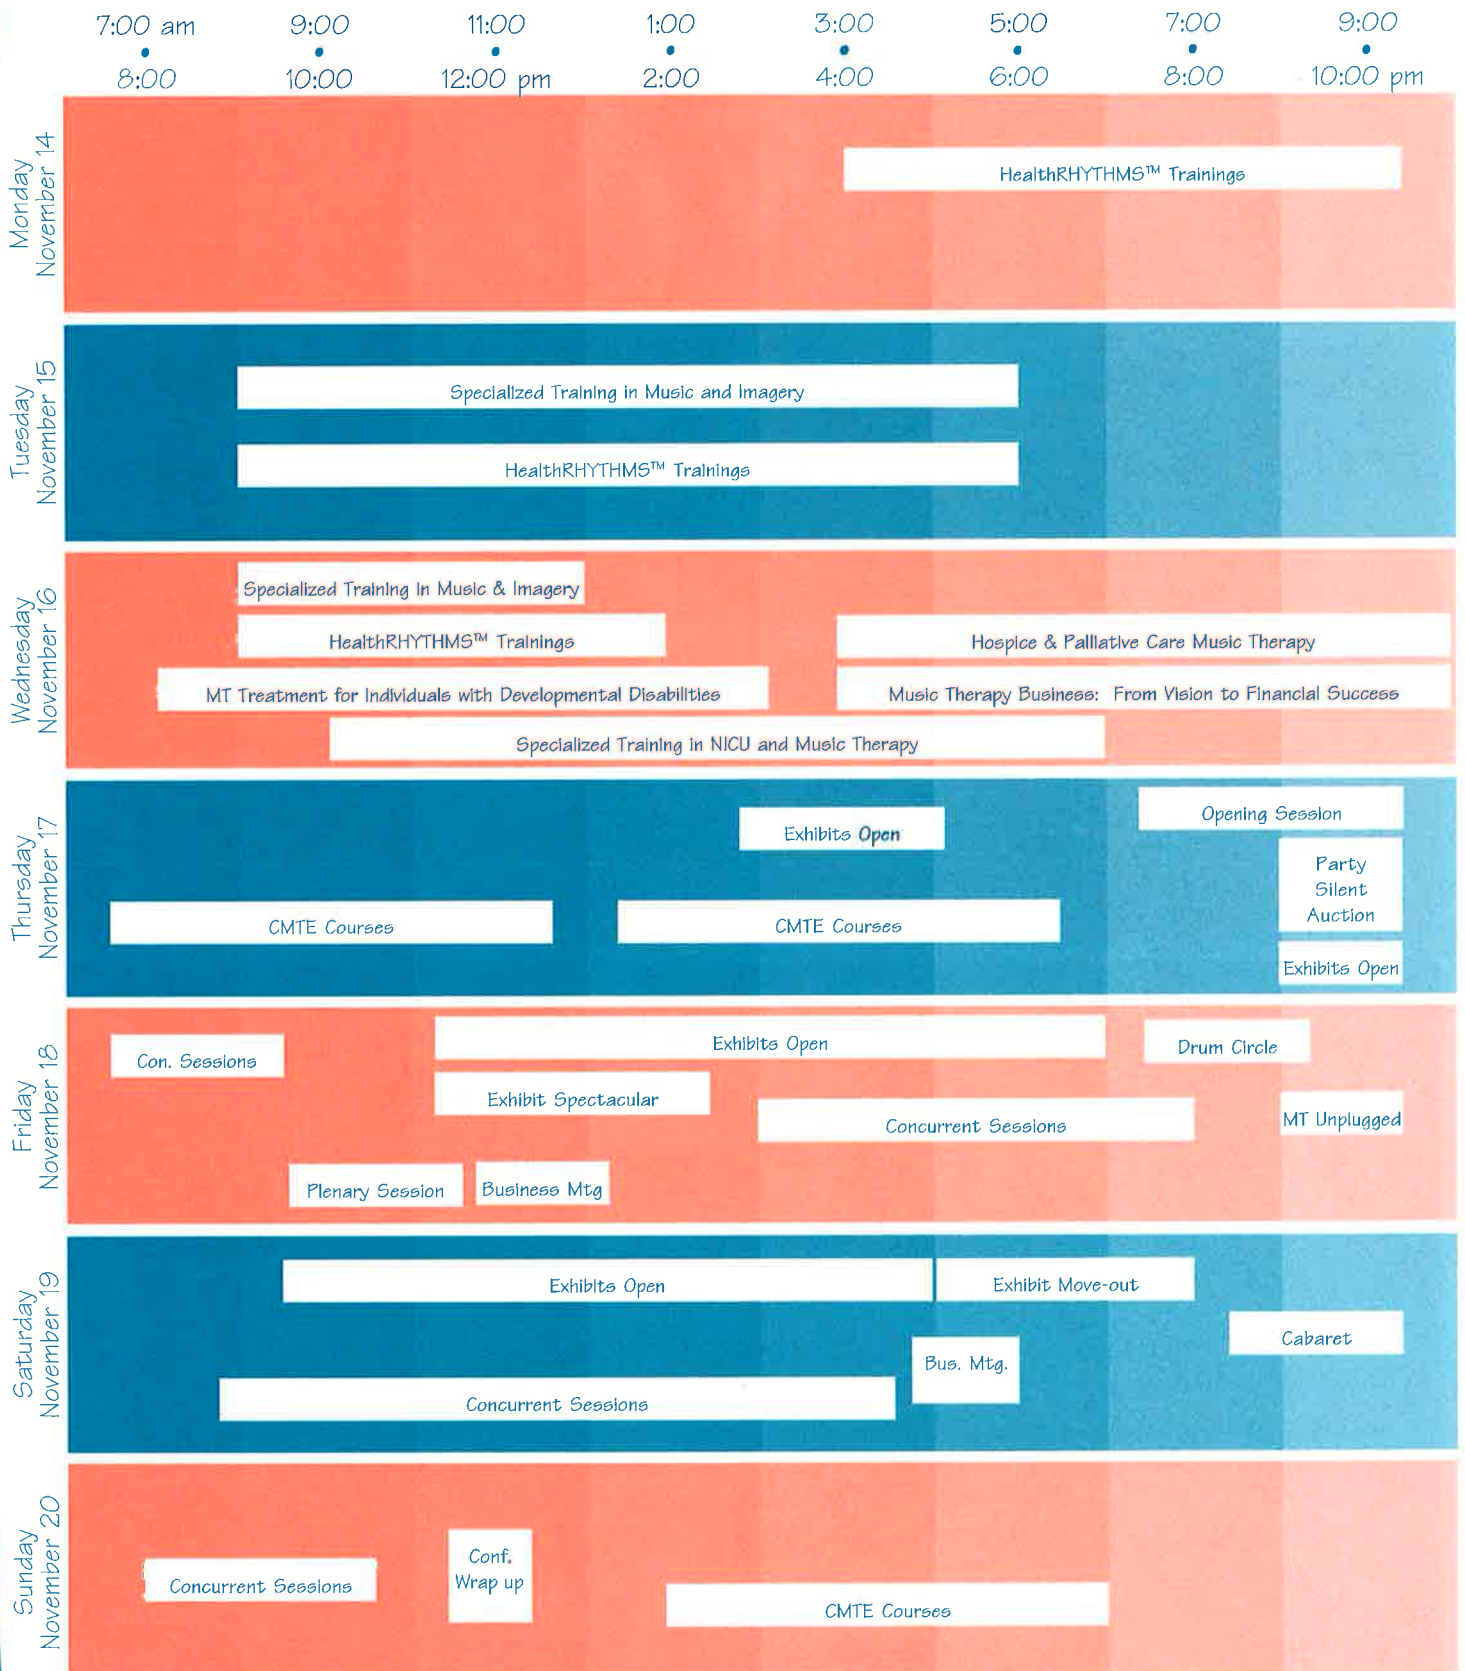 7:00 am 9:00 11:00 1:00 3:00 5:00 7:00 9:00
8:00 10:00 12:00 pm 2:00 4:00 6:00 8:00 10:00 pm
Monday
November 14
HealthRHYTHMS™ Trainings
Tuesday
November 15
Specialized Training in Music and Imagery
HealthRHYTHMS™ Trainings
Wednesday
November 16
Specialized Training in Music & Imagery
HealthRHYTHMS™ Trainings
Hospice & Palliative Care Music Therapy
MT Treatment for Individuals with Developmental Disabilities
Music Therapy Business: From Vision to Financial Success
Specialized Training in NICU and Music Therapy
Thursday
November 17
Opening Session
Exhibits Open
Party
Silent
Auction
CMTE Courses
CMTE Courses
Exhibits Open
Friday
November 18
Exhibits Open
Drum Circle
Con. Sessions
Exhibit Spectacular
Concurrent Sessions
MT Unplugged
Plenary Session
Business Mtg
Saturday
November 19
Exhibits Open
Exhibit Move-out
Cabaret
Bus. Mtg.
Concurrent Sessions
Sunday
November 20
Conf.
Wrap up
Concurrent Sessions
CMTE Courses